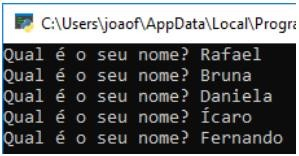 C:\Users\joaof\AppData\Local\Progra
Qual é o seu nome? Rafael
Qual é o seu nome? Bruna
Qual é o seu nome? Daniela
Qual é o seu nome? Ícaro
Qual é o seu nome? Fernando